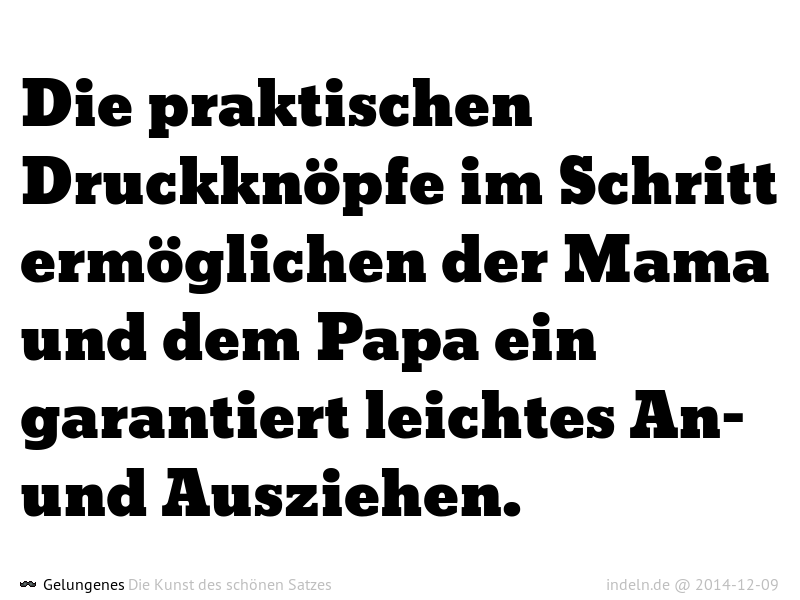 Die praktischen
Druckknöpfe im Schritt
ermöglichen der Mama
und dem Papa ein
garantiert leichtes An-
und Ausziehen.
Gelungenes Die Kunst des schönen Satzes
indeln.de @ 2014-12-09